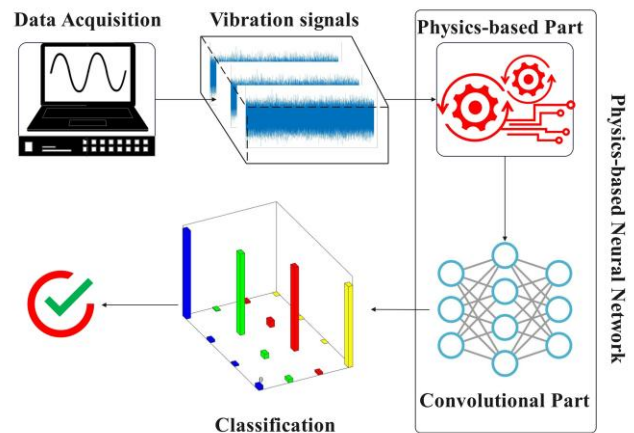 Data Acquisition
Vibration signals
Physics-based Part
Physics-based Neural Network
Convolutional Part
Classification